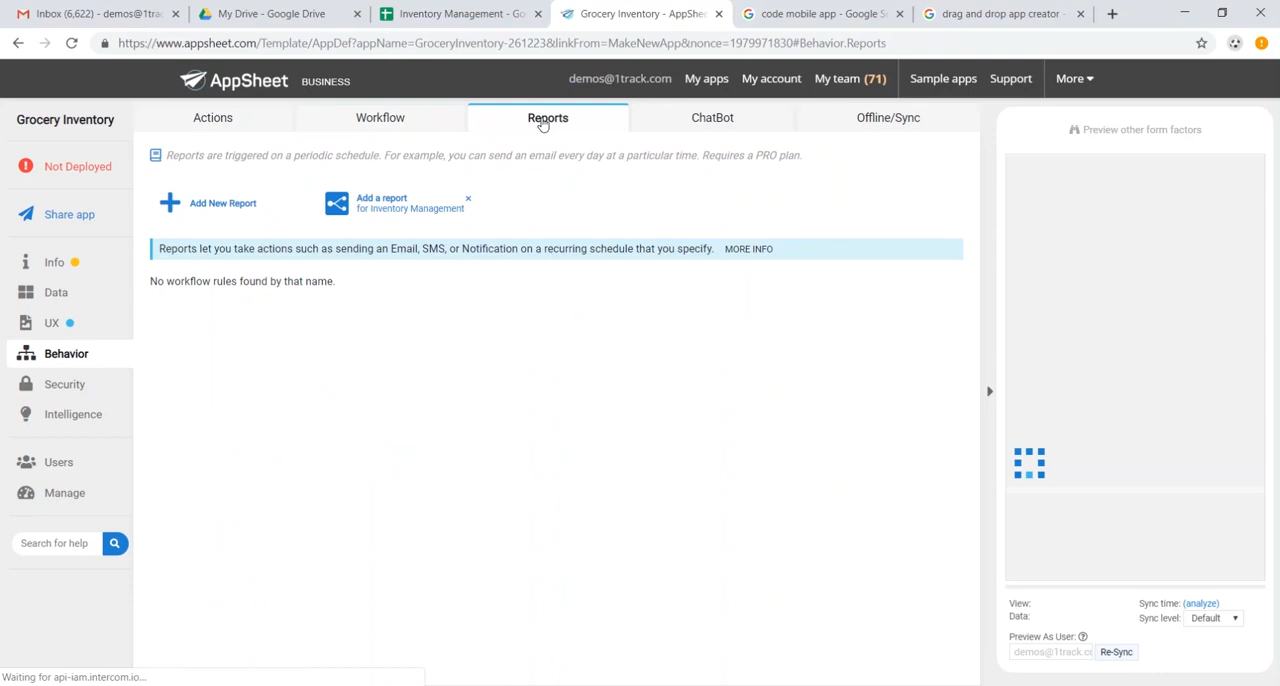 Inbox (6,622) - demos@1trac
My Drive - Google Drive
Inventory Management - Go
Grocery Inventory - AppShee
code mobile app - Google Se
drag and drop app creator -
https://www.appsheet.com/Template/AppDef?appName=GroceryInventory-261223&linkFrom=MakeNewApp&nonce=1979971830#Behavior.Reports
AppSheet BUSINESS
demos@1track.com My apps My account My team (71) Sample apps Support More
Grocery Inventory
Actions Workflow Reports ChatBot Offline/Sync
Preview other form factors
Reports are triggered on a periodic schedule. For example, you can send an email every day at a particular time. Requires a PRO plan.
Not Deployed
Share app
Add New Report
Add a report
for Inventory Management
Reports let you take actions such as sending an Email, SMS, or Notification on a recurring schedule that you specify. MORE INFO
No workflow rules found by that name.
Info
Data
UX
Behavior
Security
Intelligence
Users
Manage
Search for help
View:
Data:
Sync time: (analyze)
Sync level: Default
Preview As User:
demos@1track.co
Re-Sync
Waiting for api-iam.intercom.io...